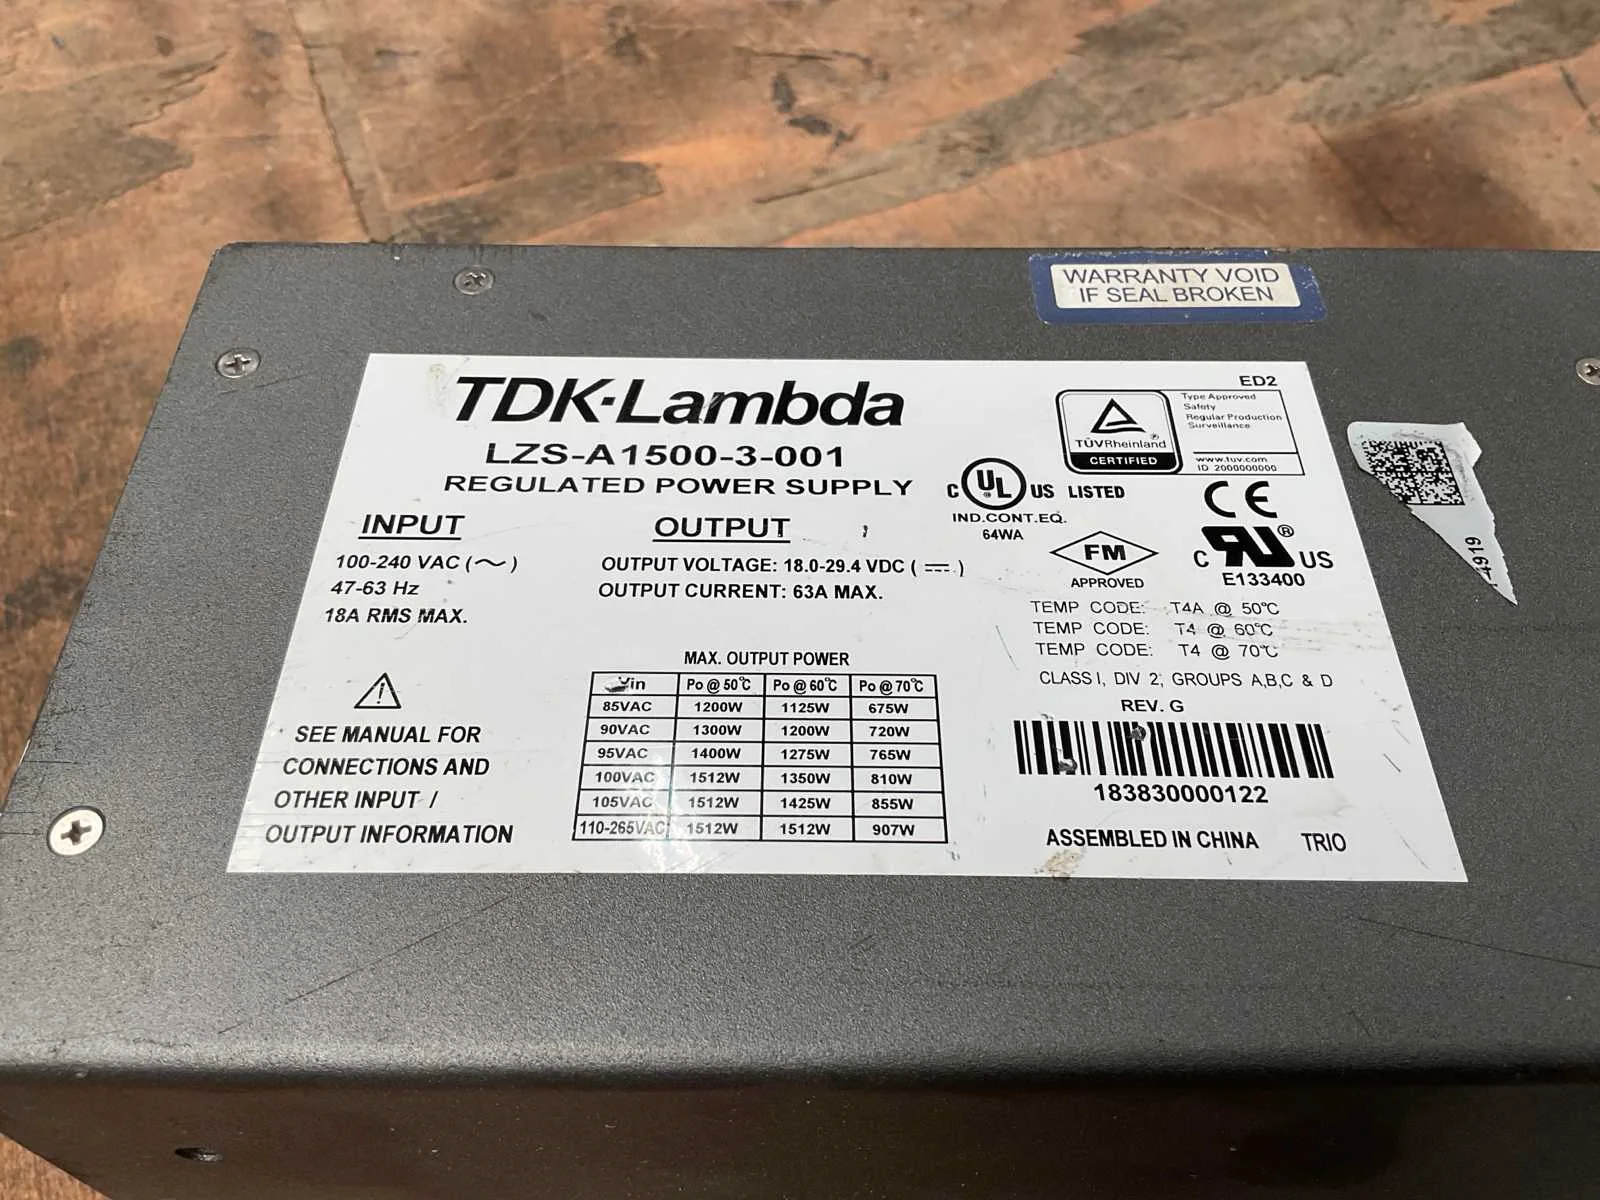 WARRANTY VOID
IF SEAL BROKEN
TDK·Lambda
LZS-A1500-3-001
REGULATED POWER SUPPLY
INPUT
100-240 VAC (~)
47-63 Hz
18A RMS MAX.
OUTPUT
OUTPUT VOLTAGE: 18.0-29.4 VDC (⎓)
OUTPUT CURRENT: 63A MAX.
ED2
TÜVRheinland®
CERTIFIED
Type Approved
Safety
Regular Production
Surveillance
www.tuv.com
ID 2000000000
C UL US LISTED
IND.CONT.EQ.
64WA
CE
FM
APPROVED
C RU® US
E133400
TEMP CODE: T4A @ 50℃
TEMP CODE: T4 @ 60℃
TEMP CODE: T4 @ 70℃
CLASS I, DIV 2, GROUPS A,B,C & D
REV. G
183830000122
ASSEMBLED IN CHINA TRIO
SEE MANUAL FOR
CONNECTIONS AND
OTHER INPUT /
OUTPUT INFORMATION
MAX. OUTPUT POWER
Vin Po @ 50℃ Po @ 60℃ Po @ 70℃
85VAC 1200W 1125W 675W
90VAC 1300W 1200W 720W
95VAC 1400W 1275W 765W
100VAC 1512W 1350W 810W
105VAC 1512W 1425W 855W
110-265VAC 1512W 1512W 907W
-4919